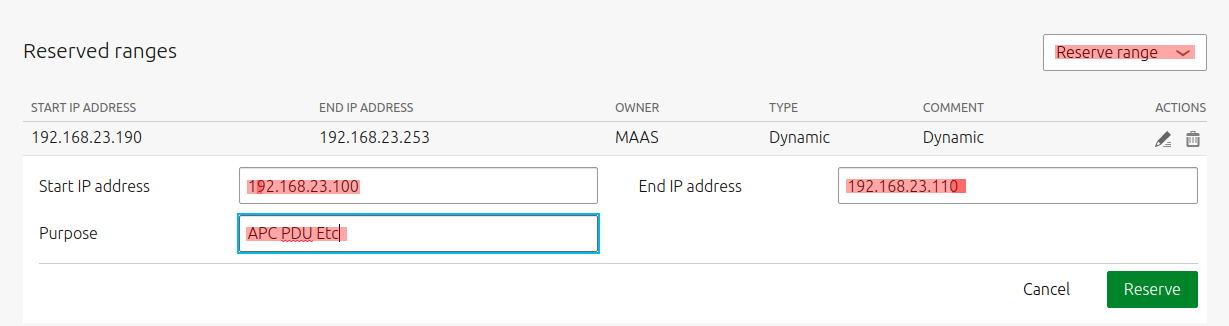 Reserved ranges
Reserve range
START IP ADDRESS END IP ADDRESS OWNER TYPE COMMENT ACTIONS
192.168.23.190 192.168.23.253 MAAS Dynamic Dynamic
Start IP address 192.168.23.100 End IP address 192.168.23.110
Purpose APC PDU Etc
Cancel Reserve